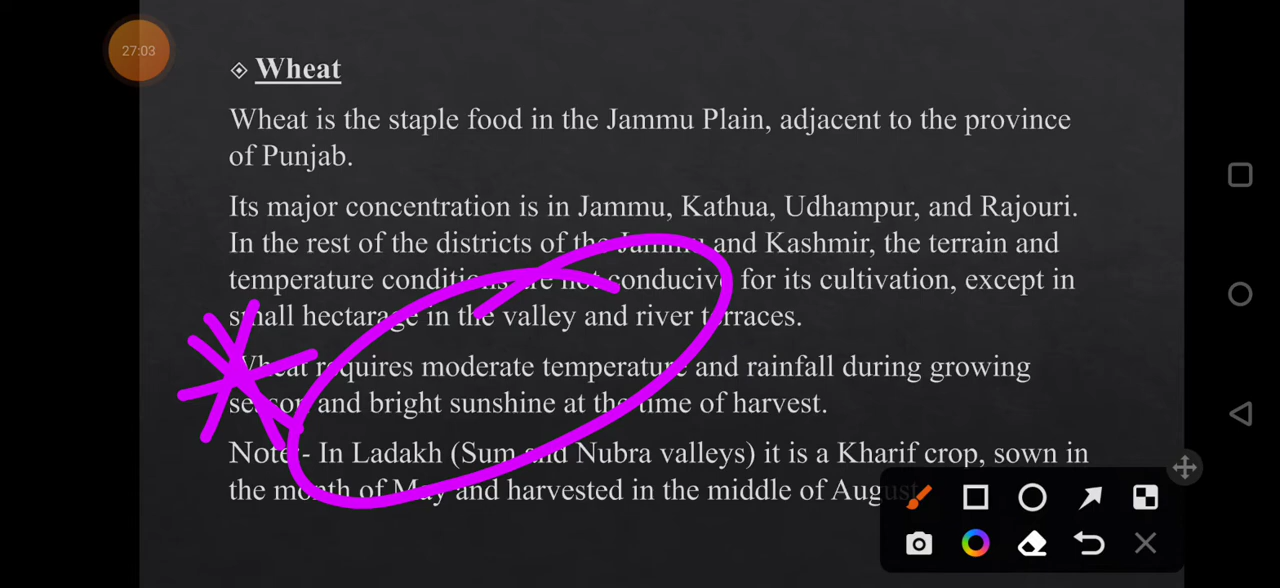 27:03
Wheat
Wheat is the staple food in the Jammu Plain, adjacent to the province
of Punjab.
Its major concentration is in Jammu, Kathua, Udhampur, and Rajouri.
In the rest of the districts of the Jammu and Kashmir, the terrain and
temperature conditions are not conducive for its cultivation, except in
small hectarage in the valley and river terraces.
Wheat requires moderate temperature and rainfall during growing
season and bright sunshine at the time of harvest.
Note:- In Ladakh (Sum and Nubra valleys) it is a Kharif crop, sown in
the month of May and harvested in the middle of August